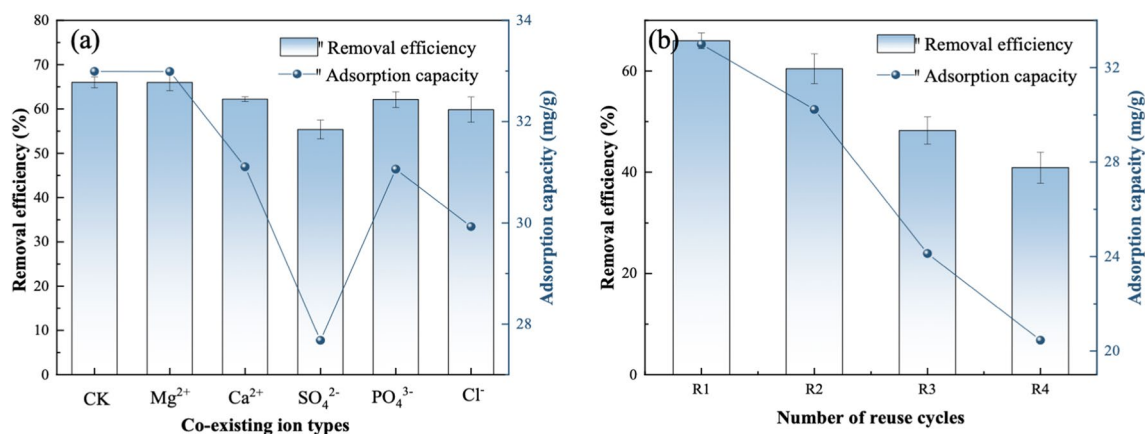 (a)
" Removal efficiency
" Adsorption capacity
Removal efficiency (%)
80
70
60
50
40
30
20
10
0
34
32
30
28
Adsorption capacity (mg/g)
CK Mg²⁺ Ca²⁺ SO₄²⁻ PO₄³⁻ Cl⁻
Co-existing ion types
(b)
" Removal efficiency
" Adsorption capacity
Removal efficiency (%)
60
40
20
0
32
28
24
20
Adsorption capacity (mg/g)
R1 R2 R3 R4
Number of reuse cycles